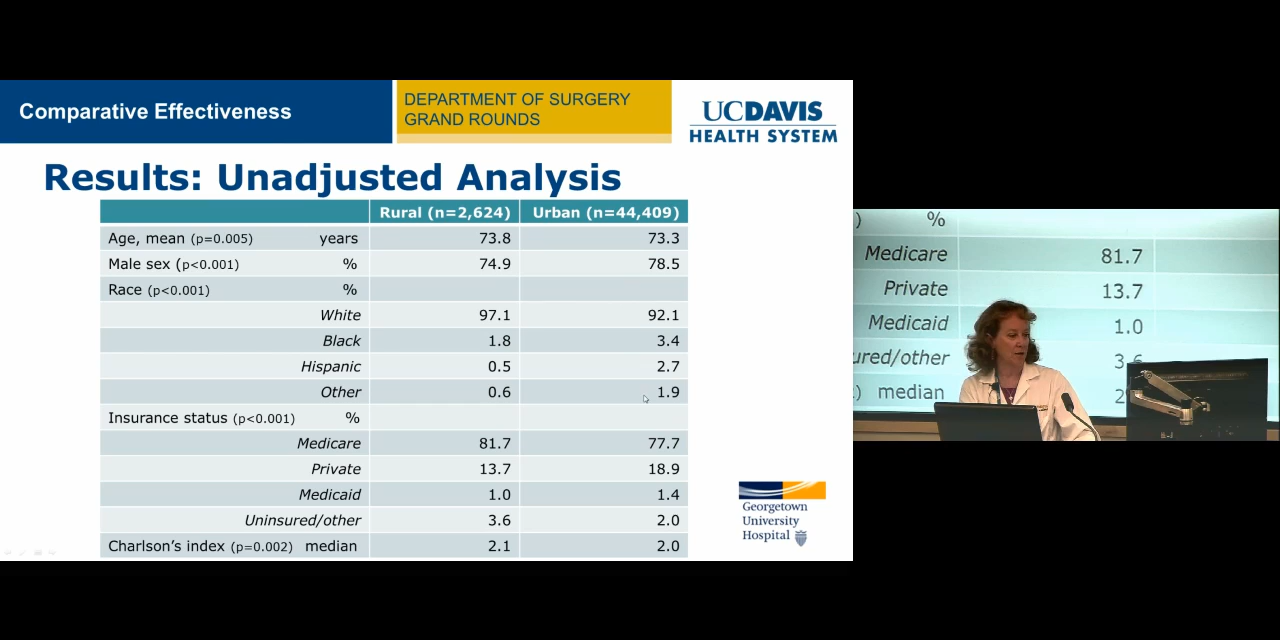 Comparative Effectiveness
DEPARTMENT OF SURGERY
GRAND ROUNDS
UCDAVIS
HEALTH SYSTEM
Results: Unadjusted Analysis
Rural (n=2,624) Urban (n=44,409)
Age, mean (p=0.005) years 73.8 73.3
Male sex (p<0.001) % 74.9 78.5
Race (p<0.001) %
White 97.1 92.1
Black 1.8 3.4
Hispanic 0.5 2.7
Other 0.6 1.9
Insurance status (p<0.001) %
Medicare 81.7 77.7
Private 13.7 18.9
Medicaid 1.0 1.4
Uninsured/other 3.6 2.0
Charlson's index (p=0.002) median 2.1 2.0
Georgetown
University
Hospital
) %
Medicare 81.7
Private 13.7
Medicaid 1.0
ured/other 3.6
) median 2